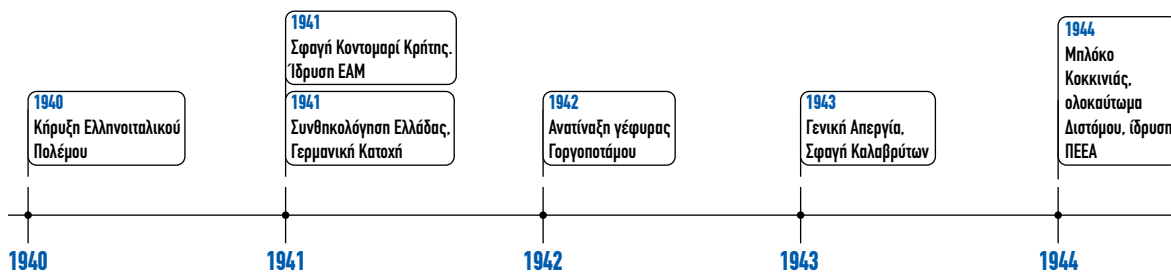 1941
Σφαγή Κοντομαρί Κρήτης.
Ίδρυση ΕΑΜ
1944
Μπλόκο
Κοκκινιάς,
ολοκαύτωμα
Διστόμου, ίδρυση
ΠΕΕΑ
1940
Κήρυξη Ελληνοιταλικού
Πολέμου
1941
Συνθηκολόγηση Ελλάδας,
Γερμανική Κατοχή
1942
Ανατίναξη γέφυρας
Γοργοποτάμου
1943
Γενική Απεργία,
Σφαγή Καλαβρύτων
1940
1941
1942
1943
1944